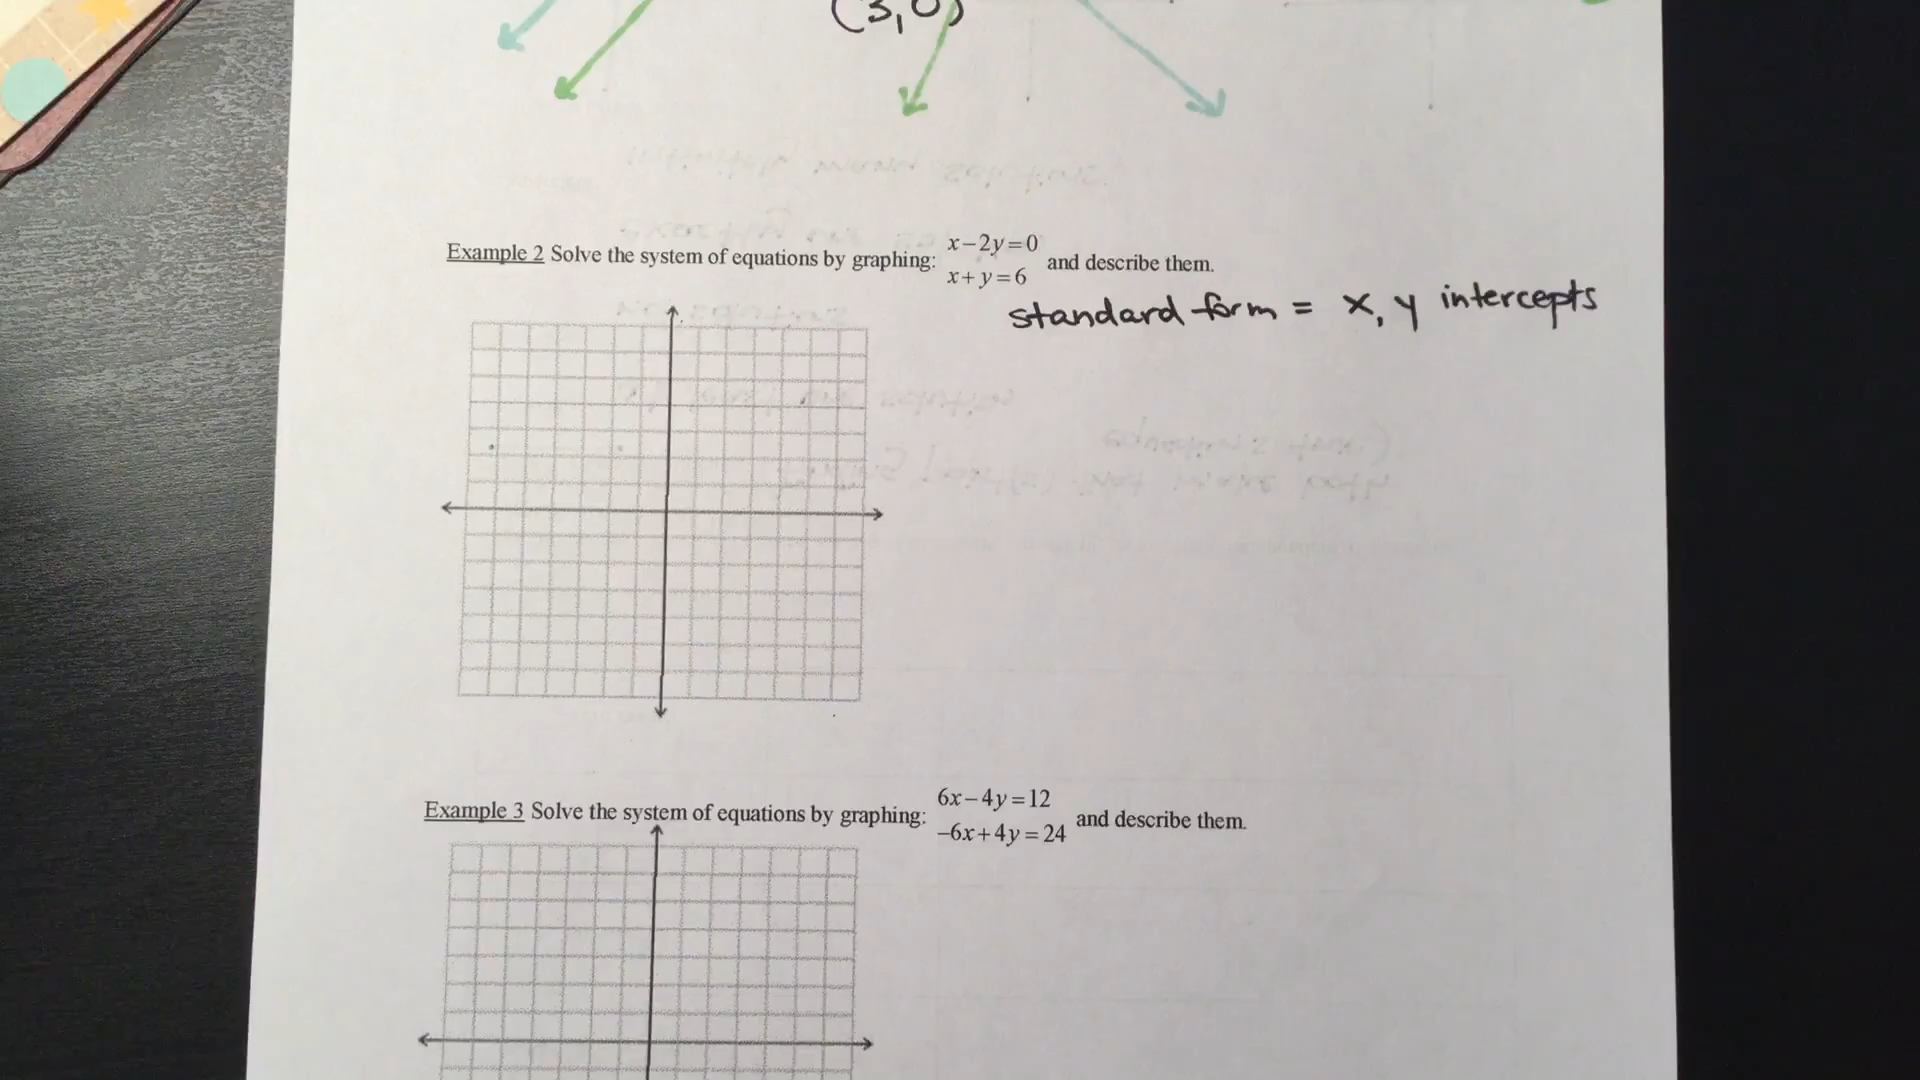 (3,0)
Example 2 Solve the system of equations by graphing: x−2y=0 and describe them.
x+y=6
standard form = x, y intercepts
Example 3 Solve the system of equations by graphing: 6x−4y=12 and describe them.
−6x+4y=24